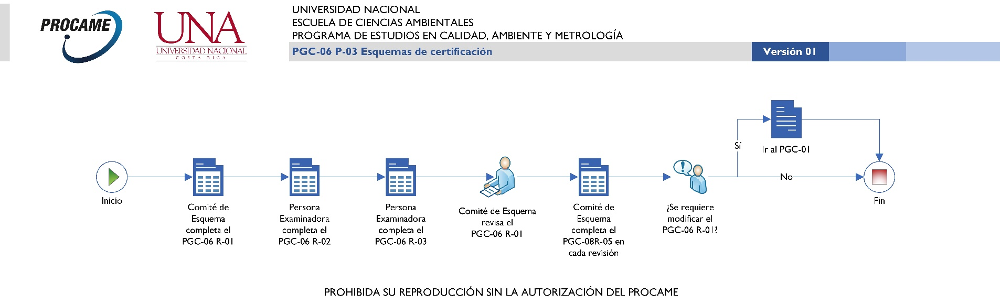 PROCAME
UNA
UNIVERSIDAD NACIONAL
COSTA RICA
UNIVERSIDAD NACIONAL
ESCUELA DE CIENCIAS AMBIENTALES
PROGRAMA DE ESTUDIOS EN CALIDAD, AMBIENTE Y METROLOGÍA
PGC-06 P-03 Esquemas de certificación
Versión 01
Inicio
Comité de
Esquema
completa el
PGC-06 R-01
Persona
Examinadora
completa el
PGC-06 R-02
Persona
Examinadora
completa el
PGC-06 R-03
Comité de Esquema
revisa el
PGC-06 R-01
Comité de
Esquema
completa el
PGC-08R-05 en
cada revisión
¿Se requiere
modificar el
PGC-06 R-01?
Sí
Ir al PGC-01
No
Fin
PROHIBIDA SU REPRODUCCIÓN SIN LA AUTORIZACIÓN DEL PROCAME